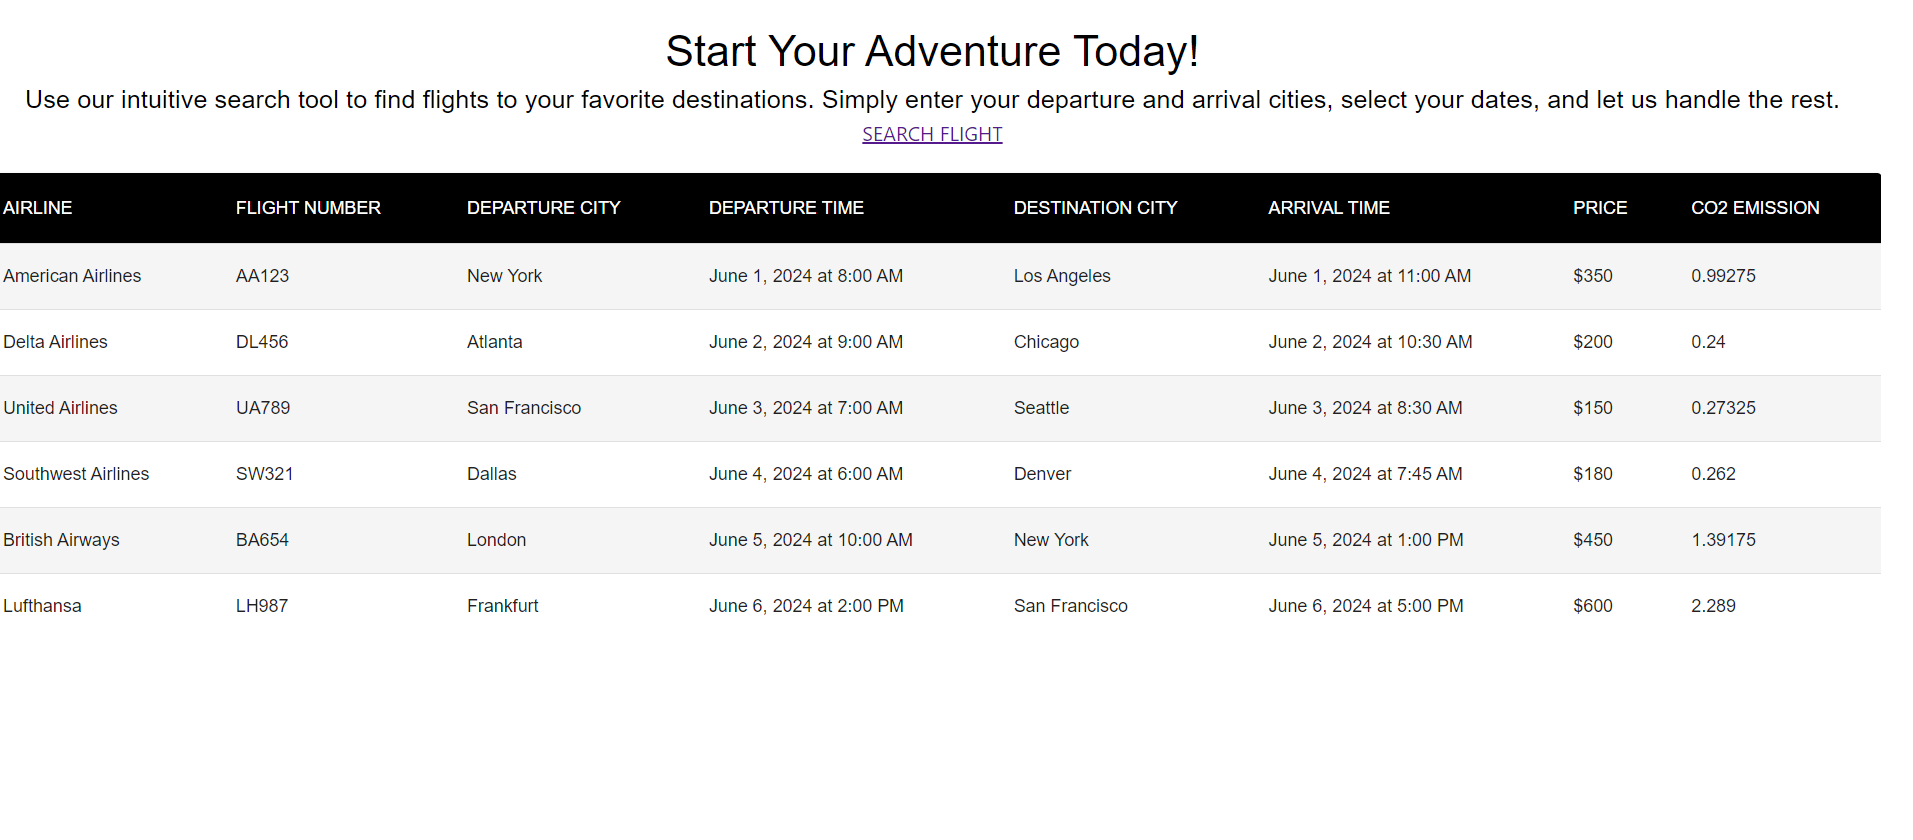 Start Your Adventure Today!
Use our intuitive search tool to find flights to your favorite destinations. Simply enter your departure and arrival cities, select your dates, and let us handle the rest.
SEARCH FLIGHT
AIRLINE FLIGHT NUMBER DEPARTURE CITY DEPARTURE TIME DESTINATION CITY ARRIVAL TIME PRICE CO2 EMISSION
American Airlines AA123 New York June 1, 2024 at 8:00 AM Los Angeles June 1, 2024 at 11:00 AM $350 0.99275
Delta Airlines DL456 Atlanta June 2, 2024 at 9:00 AM Chicago June 2, 2024 at 10:30 AM $200 0.24
United Airlines UA789 San Francisco June 3, 2024 at 7:00 AM Seattle June 3, 2024 at 8:30 AM $150 0.27325
Southwest Airlines SW321 Dallas June 4, 2024 at 6:00 AM Denver June 4, 2024 at 7:45 AM $180 0.262
British Airways BA654 London June 5, 2024 at 10:00 AM New York June 5, 2024 at 1:00 PM $450 1.39175
Lufthansa LH987 Frankfurt June 6, 2024 at 2:00 PM San Francisco June 6, 2024 at 5:00 PM $600 2.289